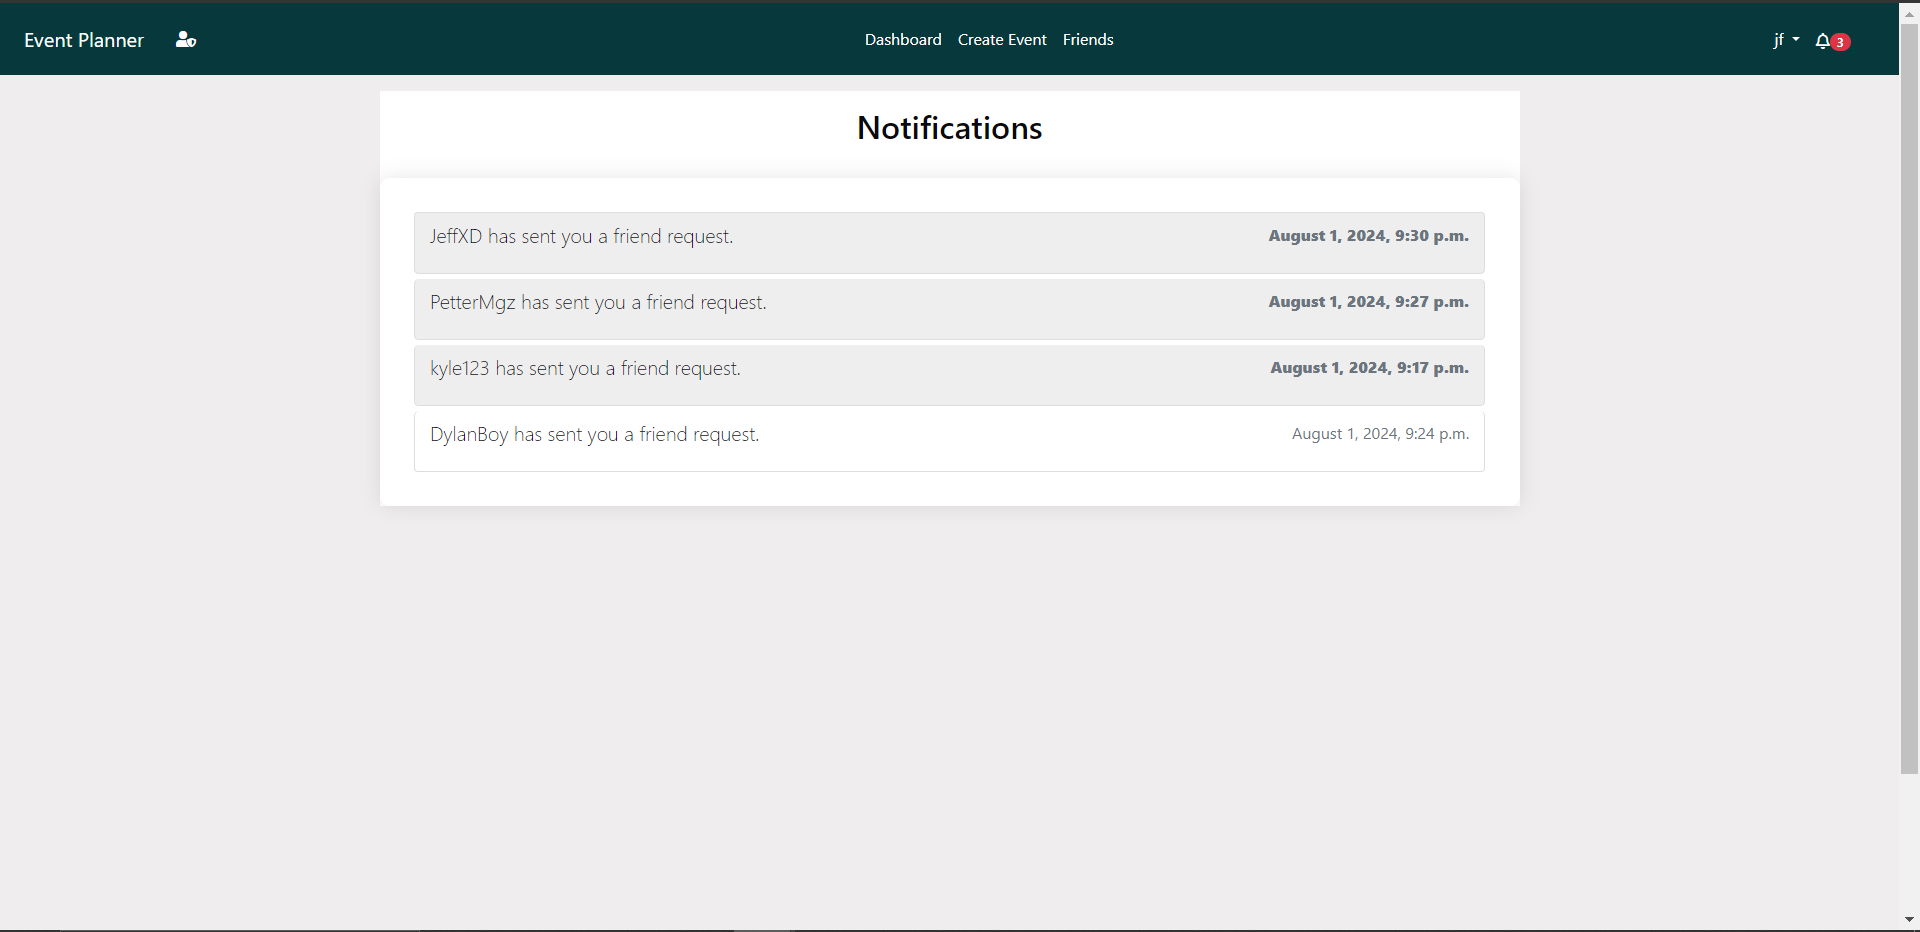 Event Planner
Dashboard Create Event Friends
jf
3
Notifications
JeffXD has sent you a friend request. August 1, 2024, 9:30 p.m.
PetterMgz has sent you a friend request. August 1, 2024, 9:27 p.m.
kyle123 has sent you a friend request. August 1, 2024, 9:17 p.m.
DylanBoy has sent you a friend request. August 1, 2024, 9:24 p.m.